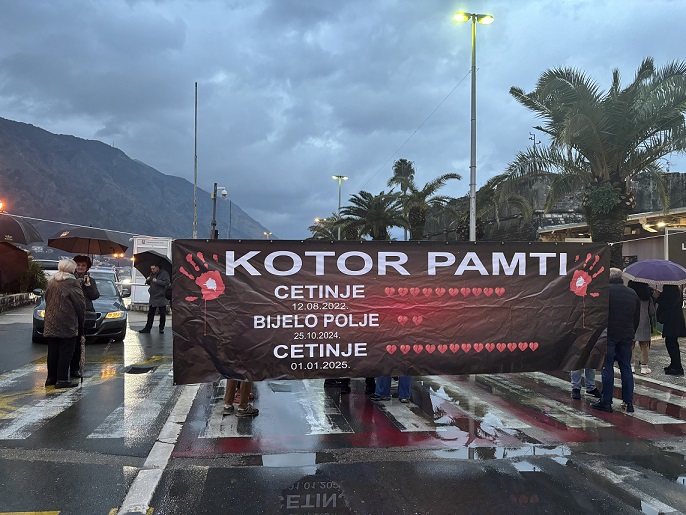 KOTOR PAMTI
CETINJE
12.08.2022.
BIJELO POLJE
25.10.2024.
CETINJE
01.01.2025.